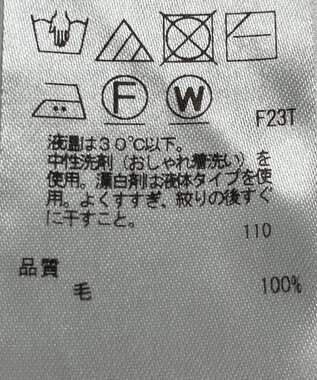 F W
F23T
液温は30℃以下。
中性洗剤（おしゃれ着洗い）を
使用。漂白剤は液体タイプを使
用。よくすすぎ、絞りの後すぐ
に干すこと。
110
品質
毛 100%